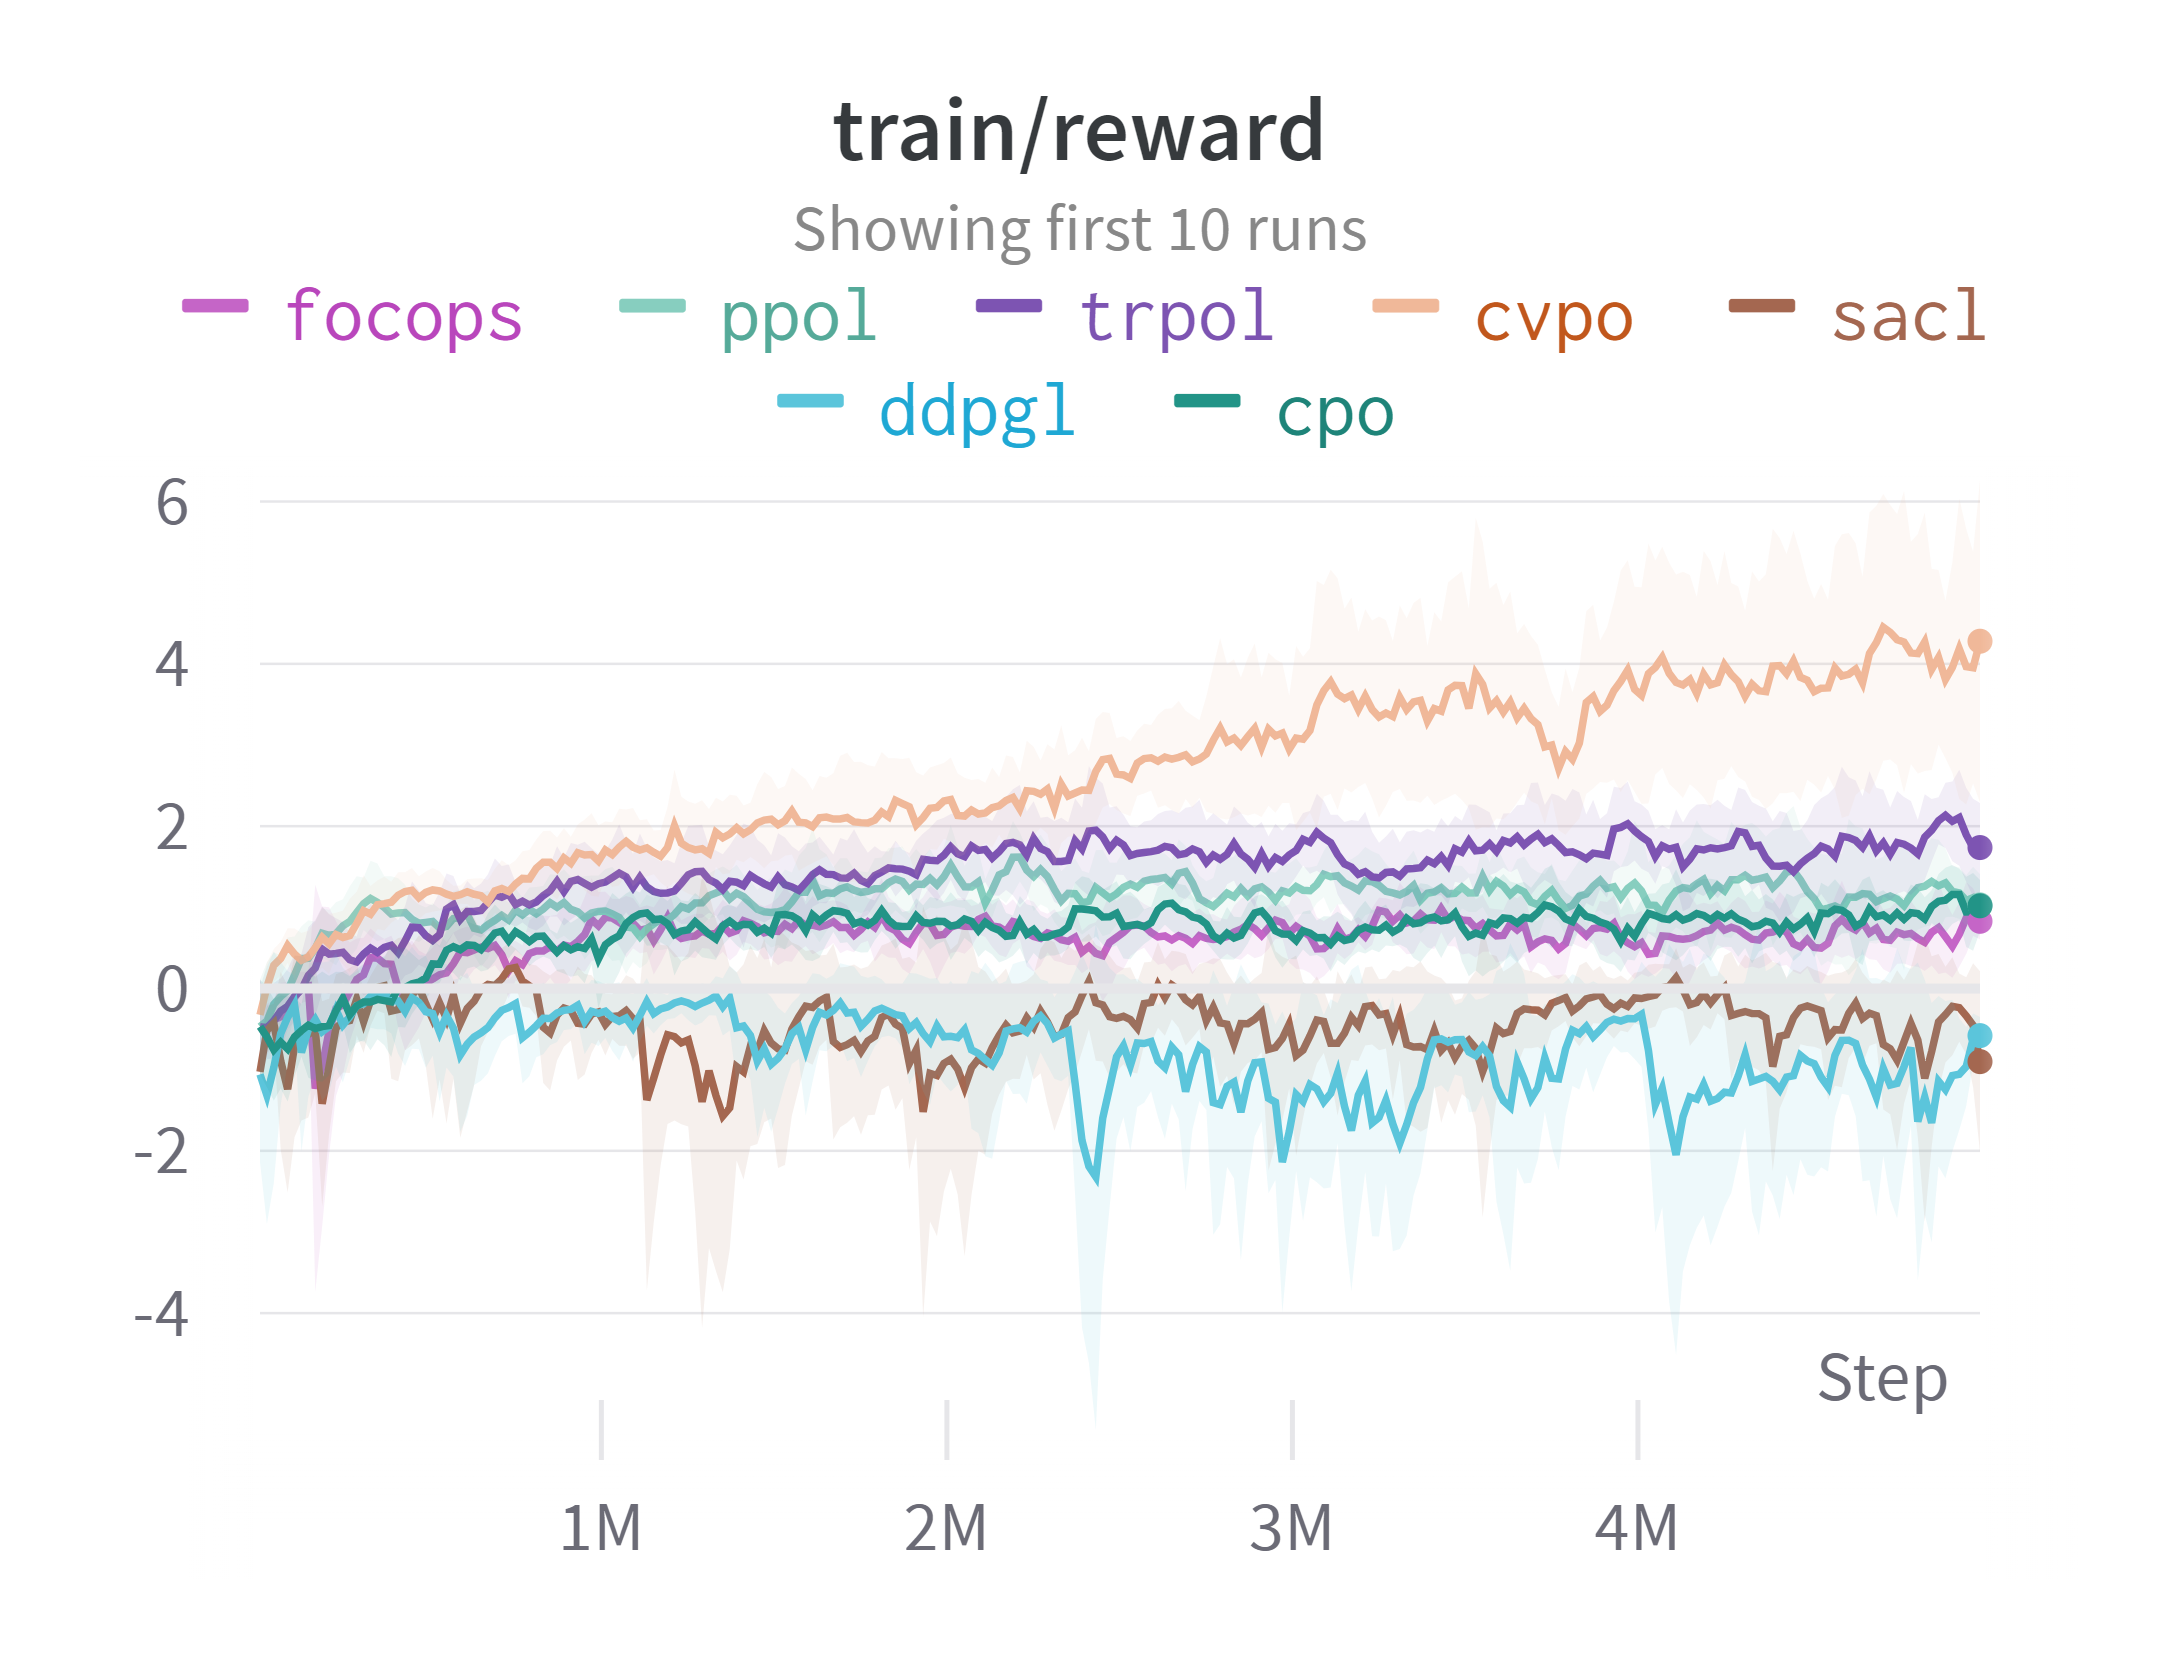 train/reward
Showing first 10 runs
focops ppol trpol cvpo sacl
ddpgl cpo
6
4
2
0
-2
-4
Step
1M 2M 3M 4M